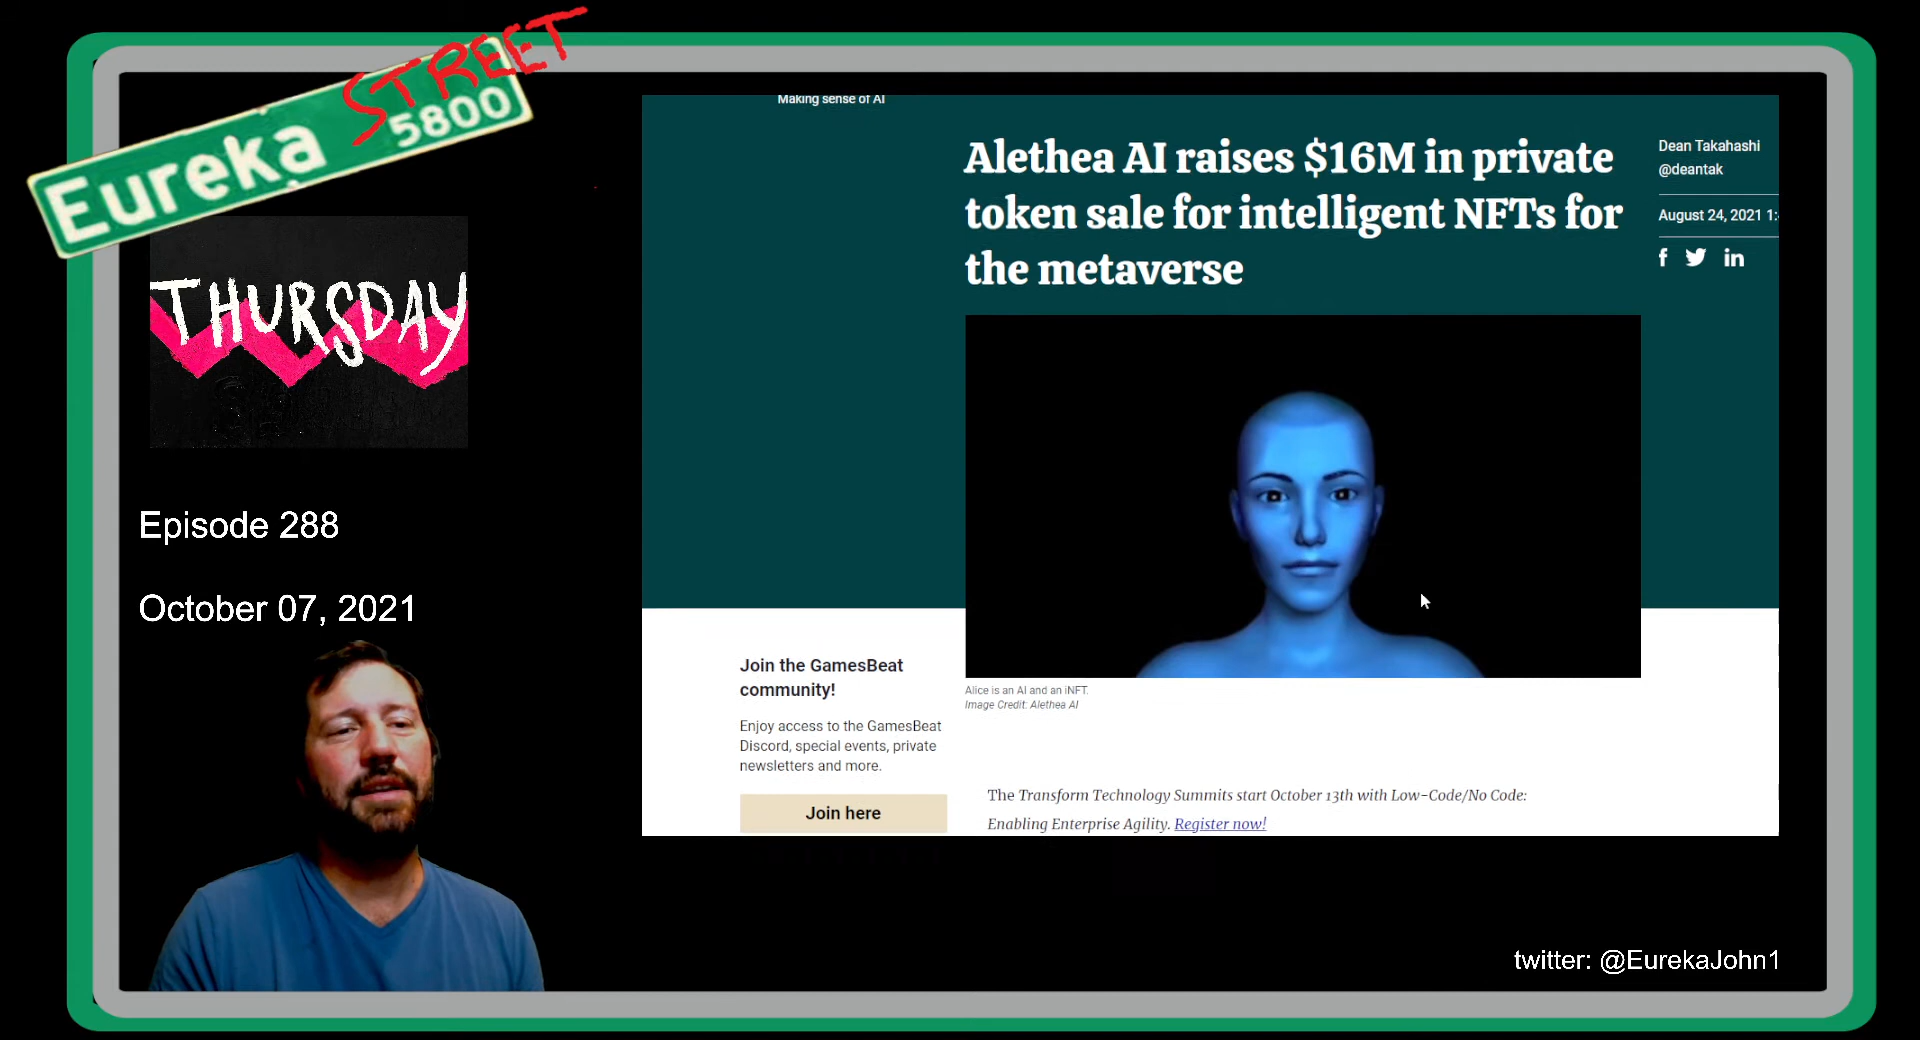 Eureka STREET
5800
THURSDAY
Episode 288
October 07, 2021
Making sense of AI
Alethea AI raises $16M in private
token sale for intelligent NFTs for
the metaverse
Dean Takahashi
@deantak
August 24, 2021 1:
f in
Alice is an AI and an iNFT.
Image Credit: Alethea AI
Join the GamesBeat
community!
Enjoy access to the GamesBeat
Discord, special events, private
newsletters and more.
Join here
The Transform Technology Summits start October 13th with Low-Code/No Code:
Enabling Enterprise Agility. Register now!
twitter: @EurekaJohn1